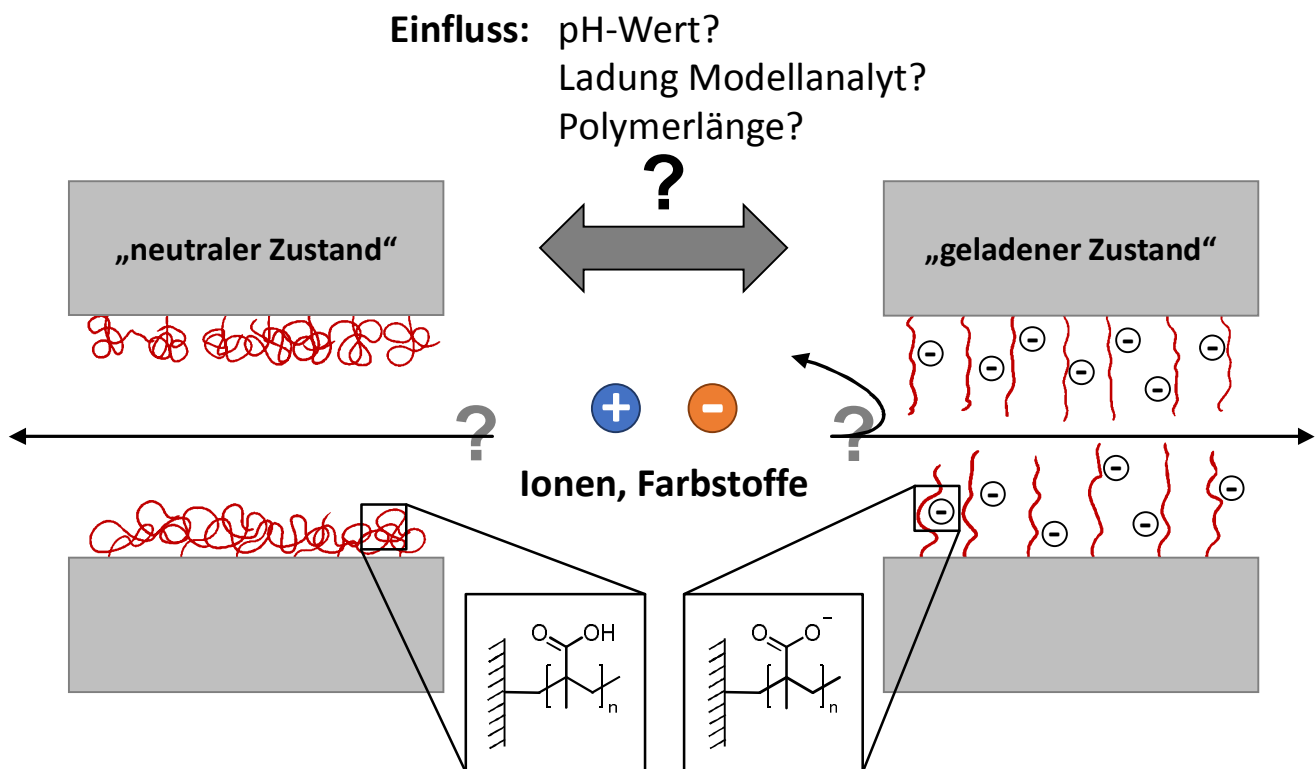 Einfluss: pH-Wert?
Ladung Modellanalyt?
Polymerlänge?
?
„neutraler Zustand“
„geladener Zustand“
- - - - - - -
+ -
? ?
Ionen, Farbstoffe
- - - - - -
O OH
n
O O−
n